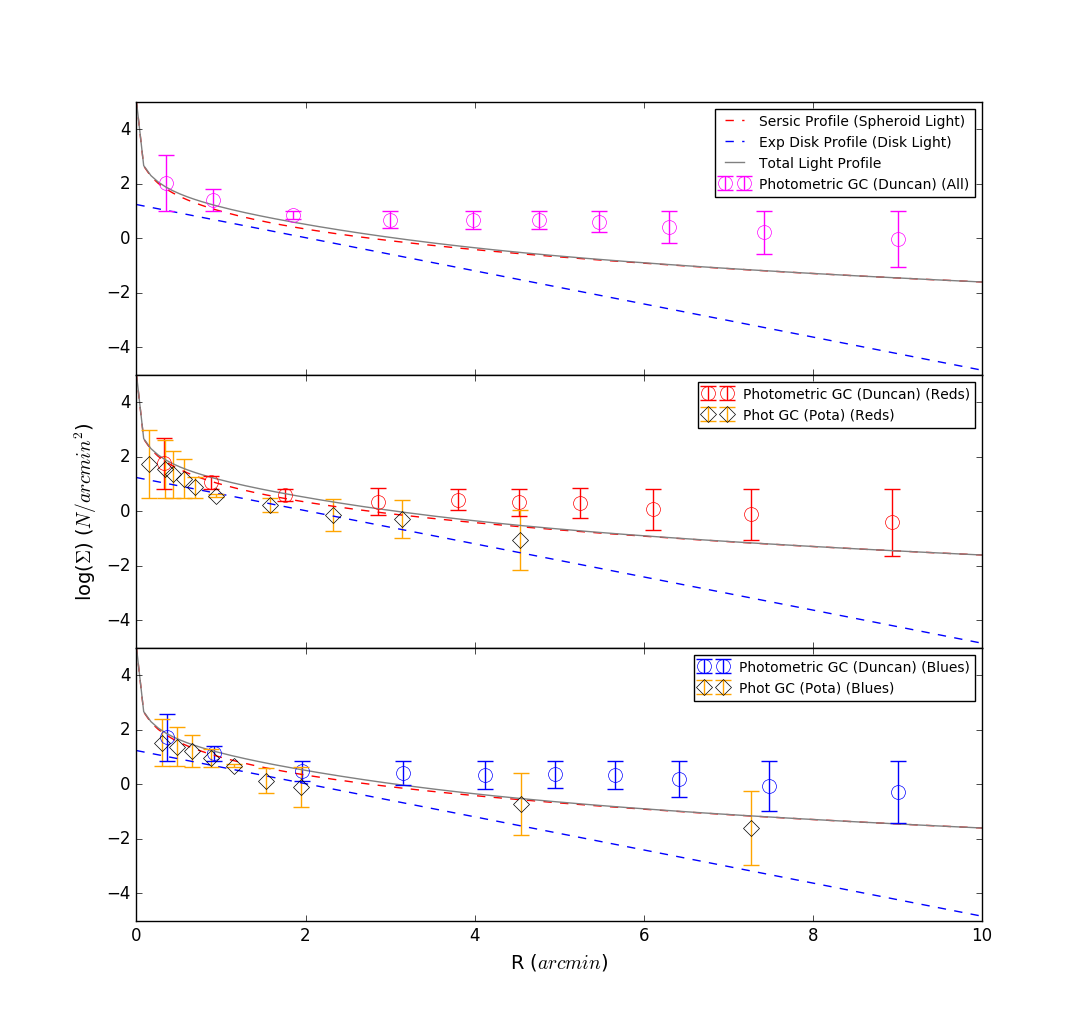 4
2
0
−2
−4
Sersic Profile (Spheroid Light)
Exp Disk Profile (Disk Light)
Total Light Profile
Photometric GC (Duncan) (All)
4
2
0
−2
−4
Photometric GC (Duncan) (Reds)
Phot GC (Pota) (Reds)
log(Σ) (N/arcmin²)
4
2
0
−2
−4
Photometric GC (Duncan) (Blues)
Phot GC (Pota) (Blues)
0 2 4 6 8 10
R (arcmin)